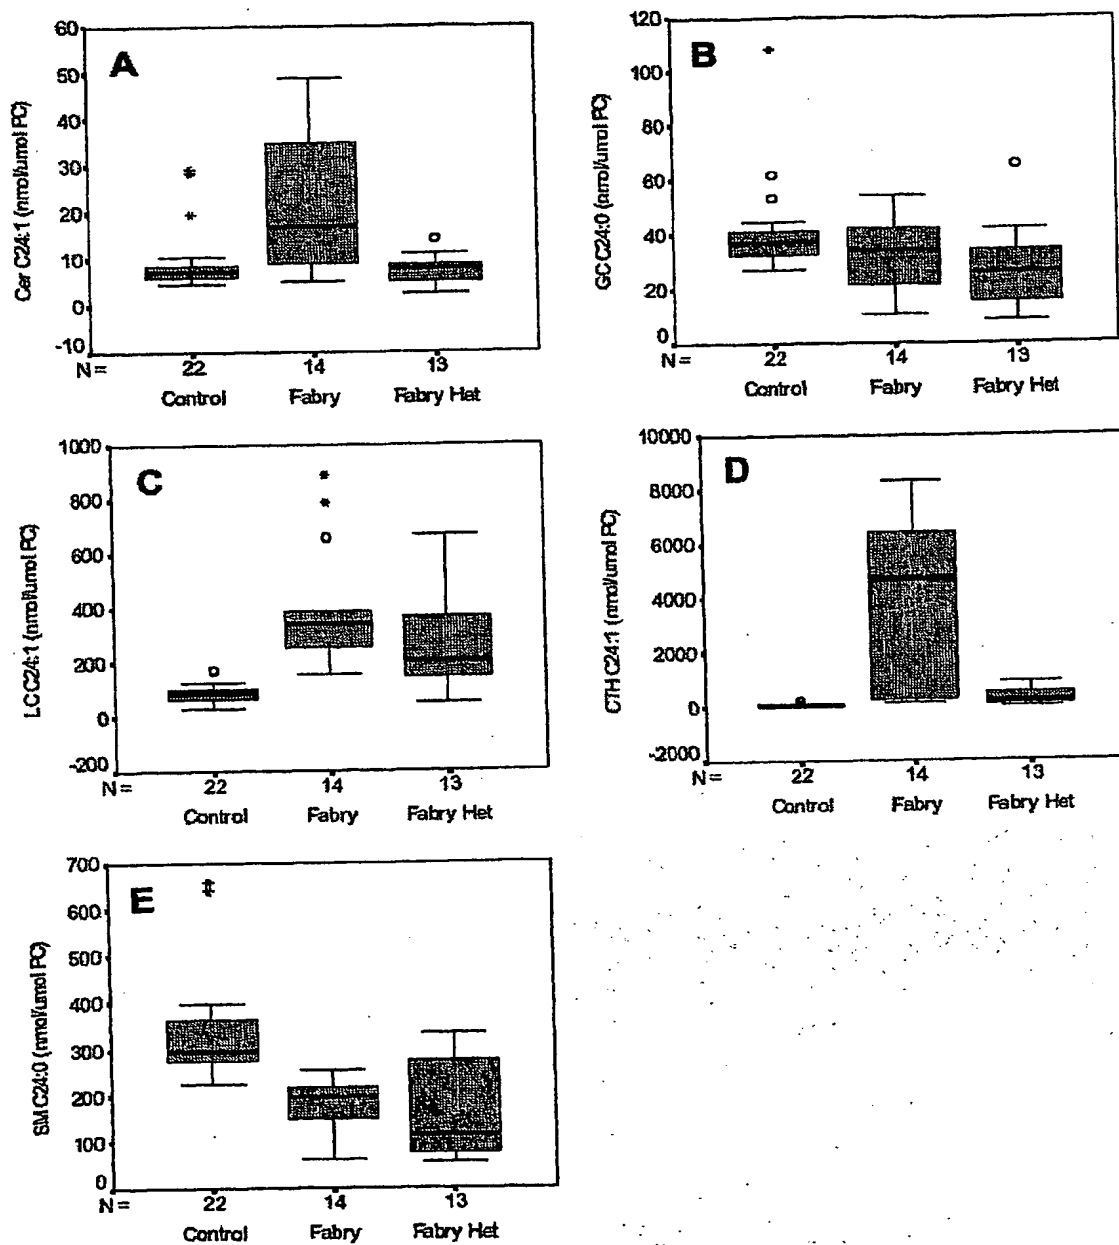 A
Cer C24:1 (nmol/umol PC)
60
50
40
30
20
10
0
-10
N =
22
14
13
Control
Fabry
Fabry Het
B
GC C24:0 (nmol/umol PC)
120
100
80
60
40
20
0
N =
22
14
13
Control
Fabry
Fabry Het
C
LC C24:1 (nmol/umol PC)
1000
800
600
400
200
0
-200
N =
22
14
13
Control
Fabry
Fabry Het
D
CTH C24:1 (nmol/umol PC)
10000
8000
6000
4000
2000
0
-2000
N =
22
14
13
Control
Fabry
Fabry Het
E
SM C24:0 (nmol/umol PC)
700
600
500
400
300
200
100
0
N =
22
14
13
Control
Fabry
Fabry Het